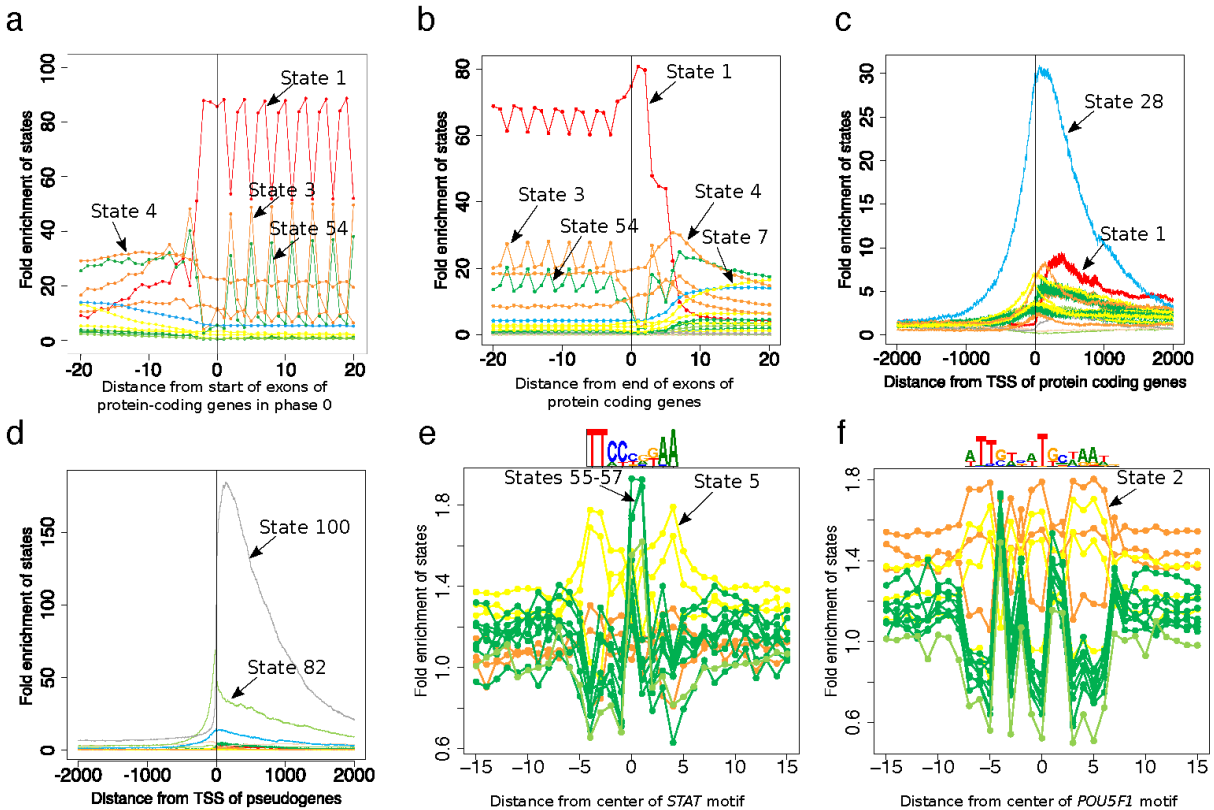 a
Fold enrichment of states
0 20 40 60 80 100
State 1
State 4
State 3
State 54
-20 -10 0 10 20
Distance from start of exons of
protein-coding genes in phase 0
b
Fold enrichment of states
0 20 40 60 80
State 1
State 3
State 54
State 4
State 7
-20 -10 0 10 20
Distance from end of exons of
protein coding genes
c
Fold enrichment of states
0 5 10 15 20 25 30
State 28
State 1
-2000 -1000 0 1000 2000
Distance from TSS of protein coding genes
d
Fold enrichment of states
0 50 100 150
State 100
State 82
-2000 -1000 0 1000 2000
Distance from TSS of pseudogenes
e
Fold enrichment of states
0.6 1.0 1.4 1.8
TTCC
AA
States 55-57
State 5
−15 −10 −5 0 5 10 15
Distance from center of STAT motif
f
Fold enrichment of states
0.6 1.0 1.4 1.8
State 2
−15 −10 −5 0 5 10 15
Distance from center of POU5F1 motif